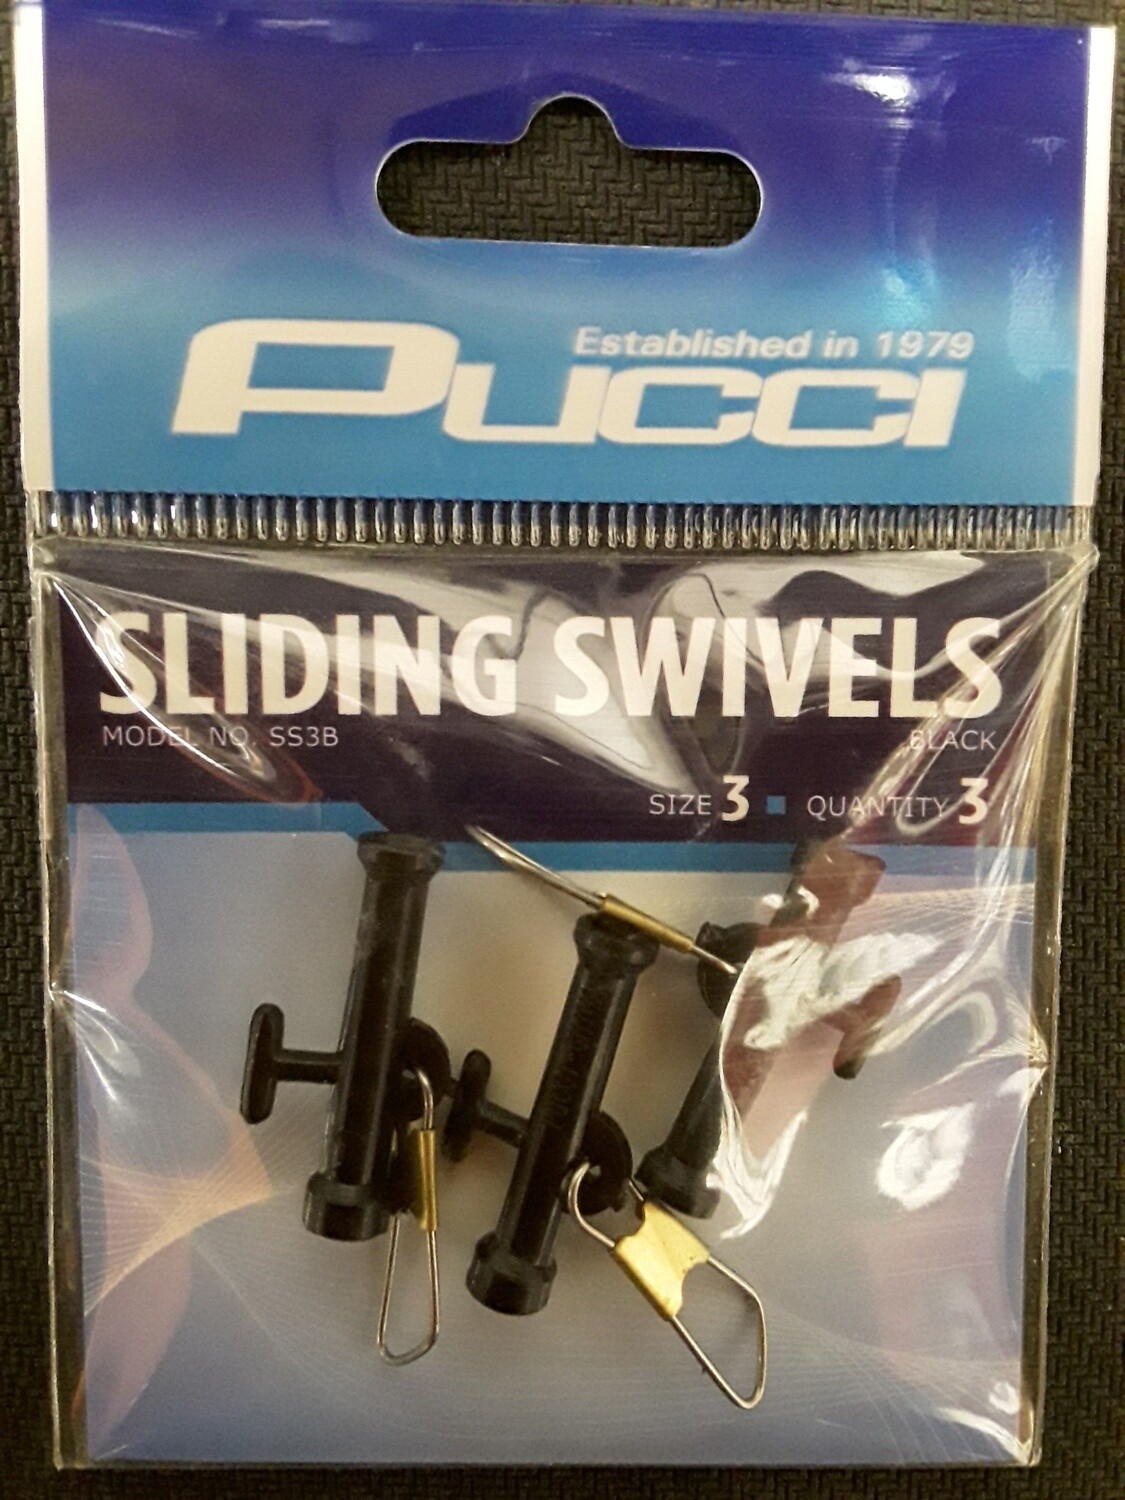 Established in 1979
Pucci
SLIDING SWIVELS
MODEL NO. SS3B
BLACK
SIZE 3 ■ QUANTITY 3